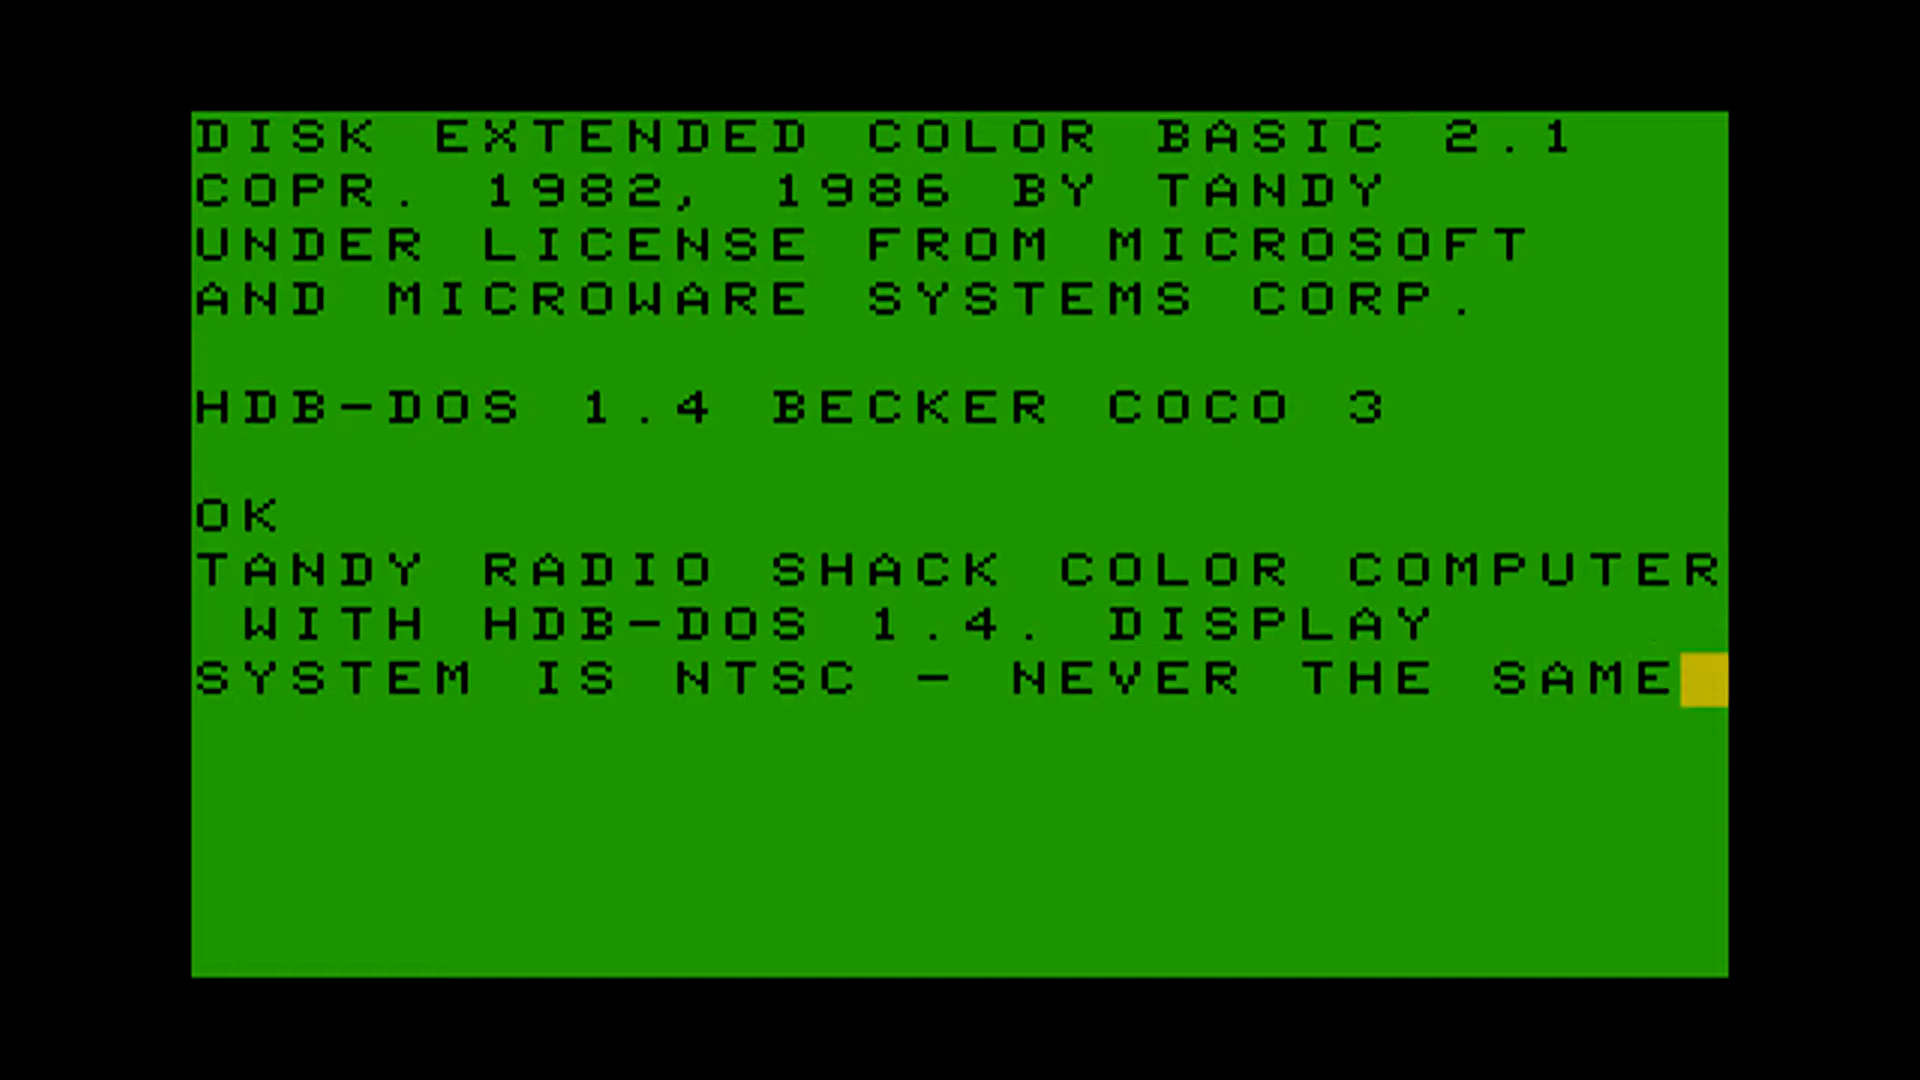 DISK EXTENDED COLOR BASIC 2.1
COPR. 1982, 1986 BY TANDY
UNDER LICENSE FROM MICROSOFT
AND MICROWARE SYSTEMS CORP.
HDB-DOS 1.4 BECKER COCO 3
OK
TANDY RADIO SHACK COLOR COMPUTER
WITH HDB-DOS 1.4. DISPLAY
SYSTEM IS NTSC - NEVER THE SAME